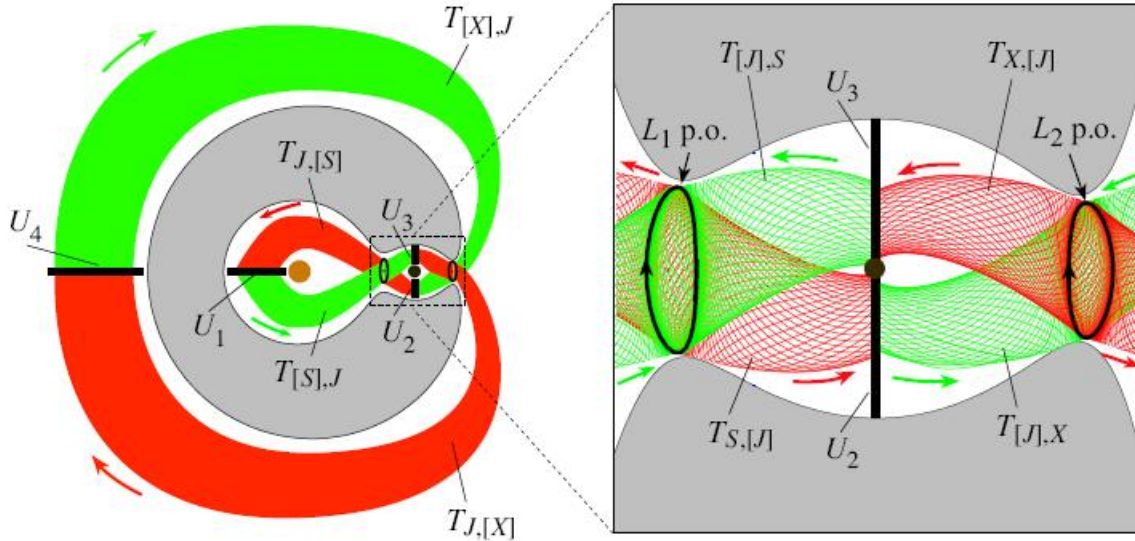 T[X],J
TJ,[S]
U4
U3
U1
U2
T[S],J
TJ,[X]
T[J],S
TX,[J]
U3
L1 p.o.
L2 p.o.
TS,[J]
U2
T[J],X